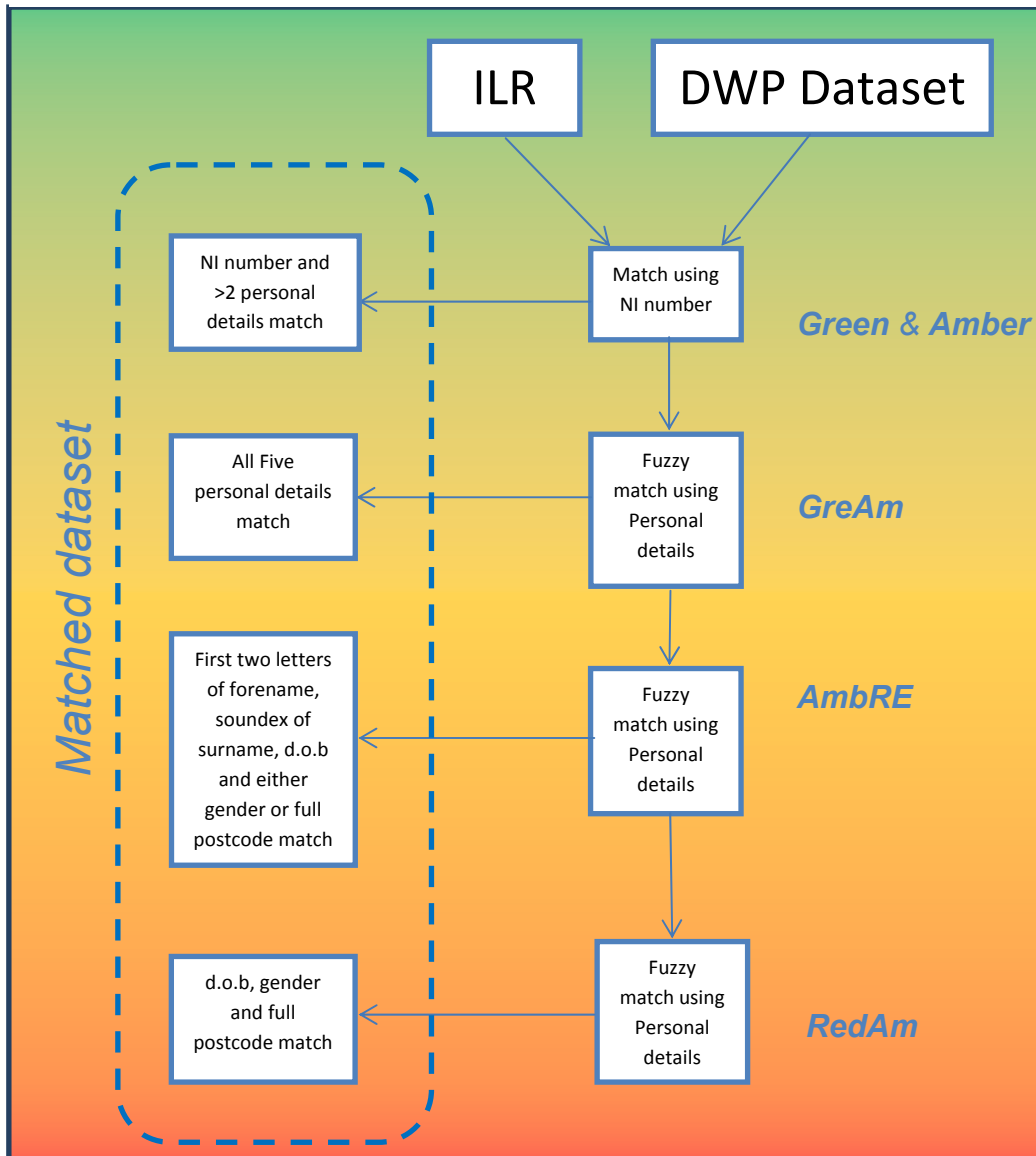 ILR
DWP Dataset
NI number and
>2 personal
details match
Match using
NI number
Green & Amber
Matched dataset
All Five
personal details
match
Fuzzy
match using
Personal
details
GreAm
First two letters
of forename,
soundex of
surname, d.o.b
and either
gender or full
postcode match
Fuzzy
match using
Personal
details
AmbRE
d.o.b, gender
and full
postcode match
Fuzzy
match using
Personal
details
RedAm